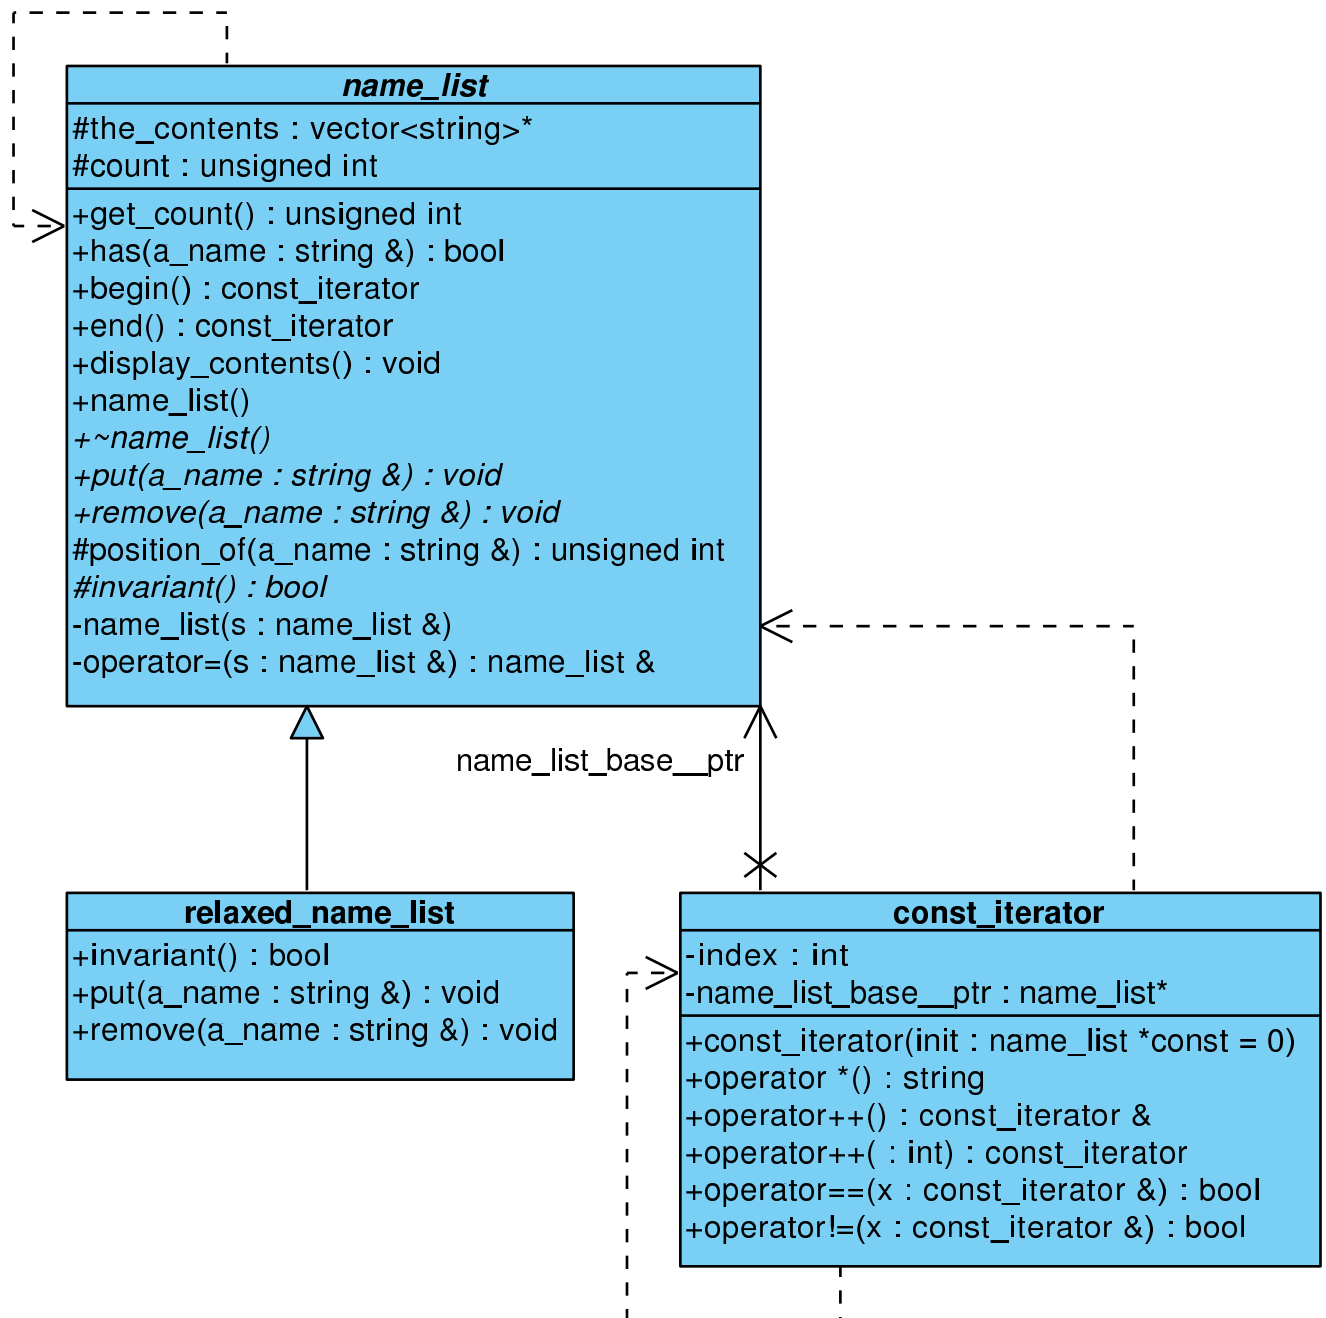 name_list
#the_contents : vector<string>*
#count : unsigned int
+get_count() : unsigned int
+has(a_name : string &) : bool
+begin() : const_iterator
+end() : const_iterator
+display_contents() : void
+name_list()
+~name_list()
+put(a_name : string &) : void
+remove(a_name : string &) : void
#position_of(a_name : string &) : unsigned int
#invariant() : bool
-name_list(s : name_list &)
-operator=(s : name_list &) : name_list &
name_list_base__ptr
relaxed_name_list
+invariant() : bool
+put(a_name : string &) : void
+remove(a_name : string &) : void
const_iterator
-index : int
-name_list_base__ptr : name_list*
+const_iterator(init : name_list *const = 0)
+operator *() : string
+operator++() : const_iterator &
+operator++( : int) : const_iterator
+operator==(x : const_iterator &) : bool
+operator!=(x : const_iterator &) : bool